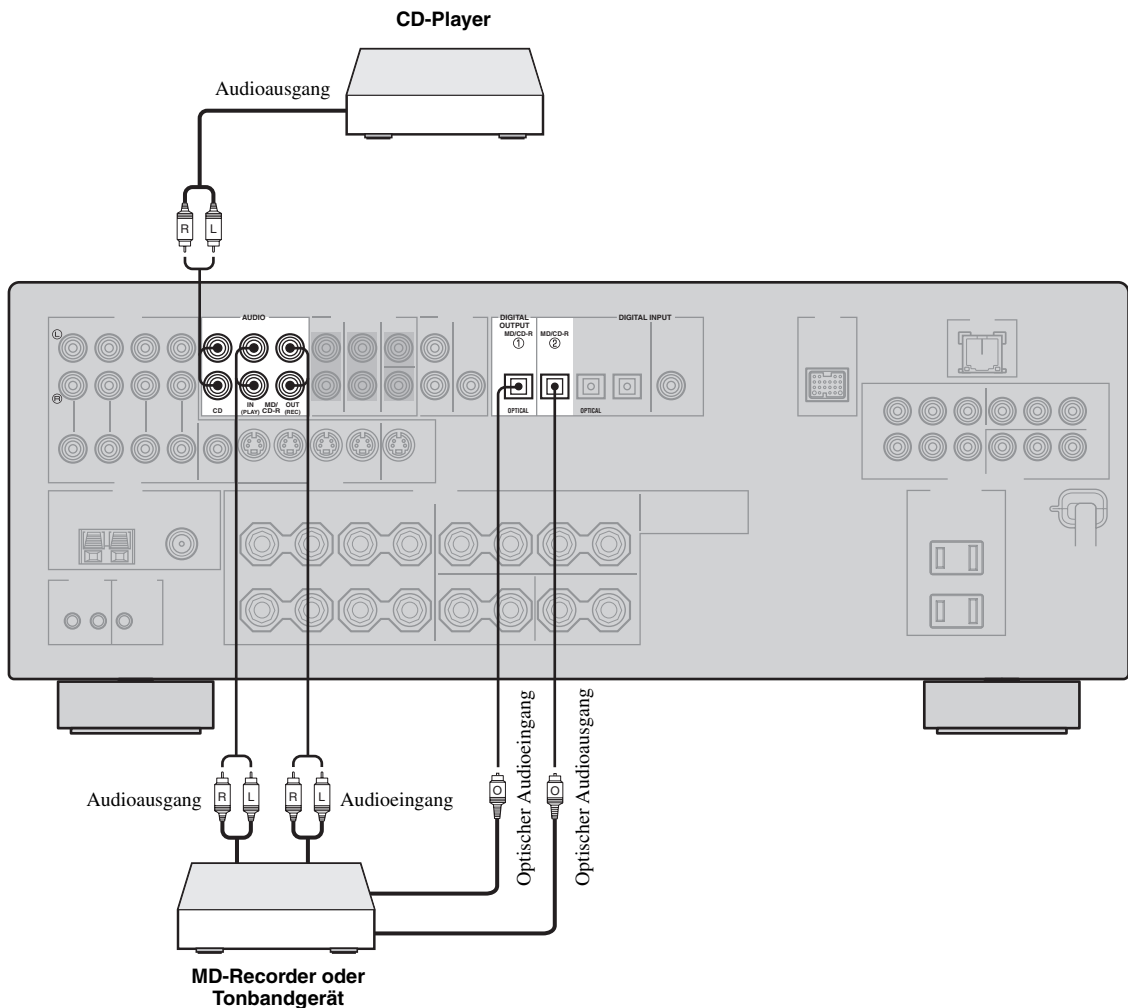 CD-Player
Audioausgang
R L
AUDIO
DIGITAL OUTPUT
DIGITAL INPUT
MD/CD-R
①
MD/CD-R
②
L
R
CD
IN (PLAY)
MD/CD-R
OUT (REC)
OPTICAL
OPTICAL
Audioausgang
R L
R L
Audioeingang
O
Optischer Audioeingang
O
Optischer Audioausgang
MD-Recorder oder
Tonbandgerät